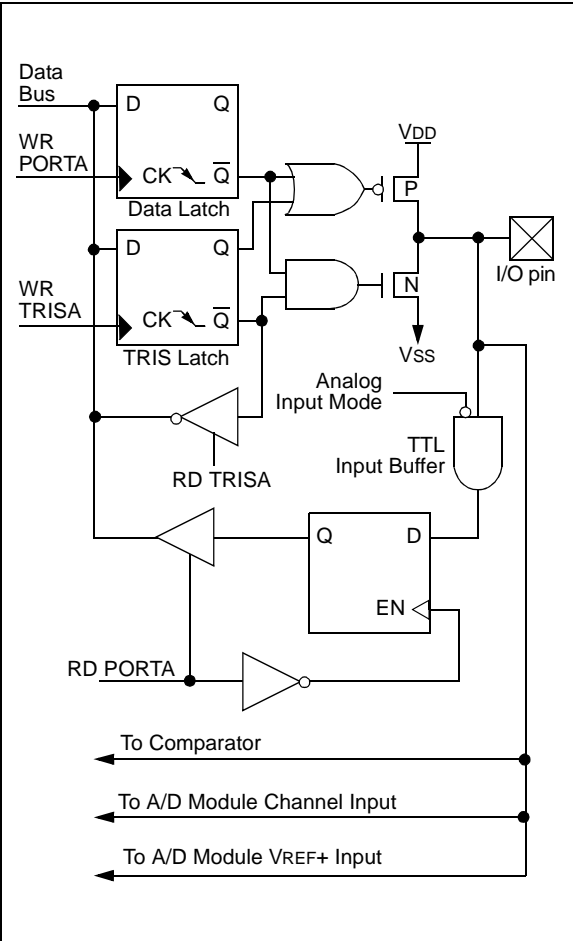 Data
Bus
D Q
WR
PORTA
CK Q
Data Latch
VDD
P
D Q
I/O pin
WR
TRISA
CK Q
N
TRIS Latch
VSS
Analog
Input Mode
TTL
Input Buffer
RD TRISA
Q D
EN
RD PORTA
To Comparator
To A/D Module Channel Input
To A/D Module VREF+ Input